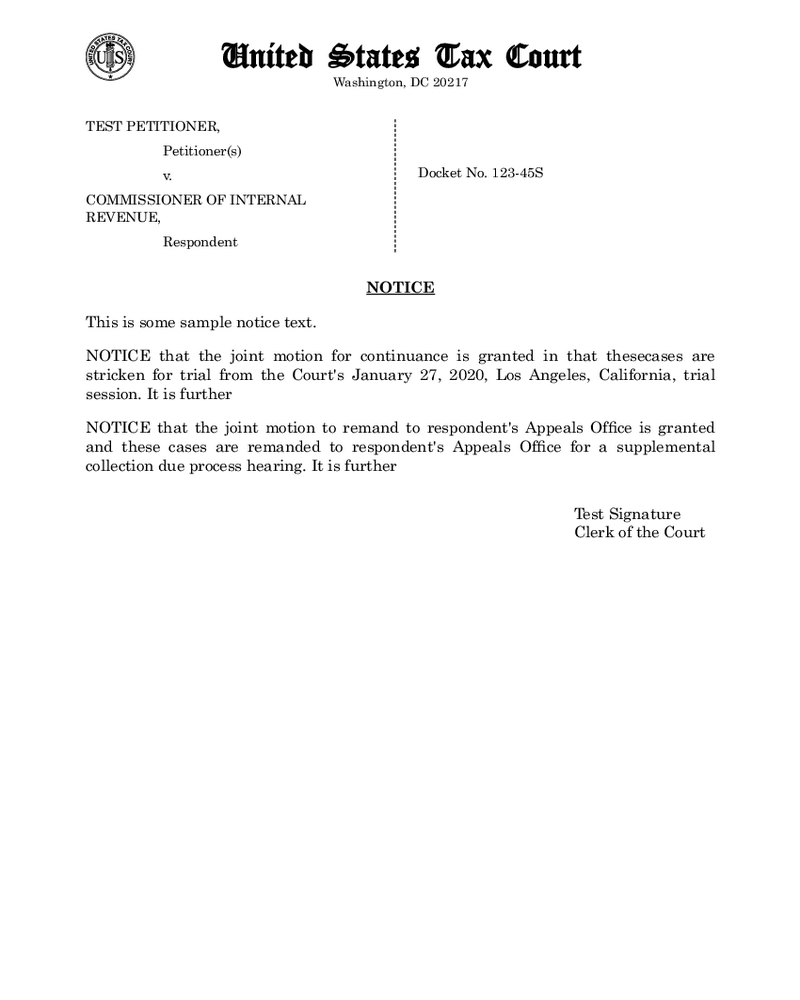 UNITED STATES TAX COURT
US
United States Tax Court
Washington, DC 20217
TEST PETITIONER,
Petitioner(s)
v.
COMMISSIONER OF INTERNAL
REVENUE,
Respondent
Docket No. 123-45S
NOTICE
This is some sample notice text.
NOTICE that the joint motion for continuance is granted in that thesecases are
stricken for trial from the Court's January 27, 2020, Los Angeles, California, trial
session. It is further
NOTICE that the joint motion to remand to respondent's Appeals Office is granted
and these cases are remanded to respondent's Appeals Office for a supplemental
collection due process hearing. It is further
Test Signature
Clerk of the Court